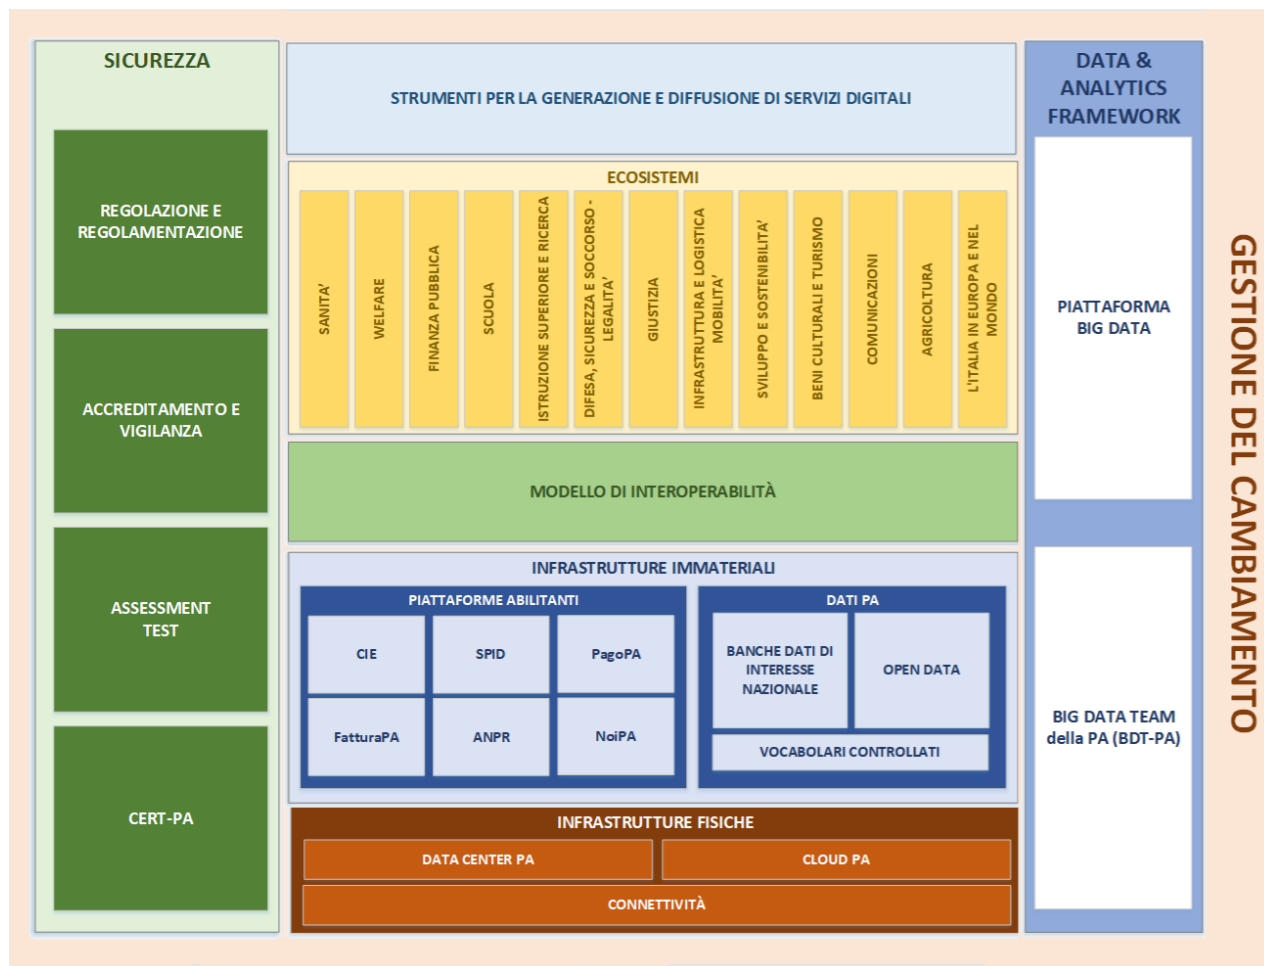 SICUREZZA
REGOLAZIONE E
REGOLAMENTAZIONE
ACCREDITAMENTO E
VIGILANZA
ASSESSMENT
TEST
CERT-PA
STRUMENTI PER LA GENERAZIONE E DIFFUSIONE DI SERVIZI DIGITALI
ECOSISTEMI
SANITA'
WELFARE
FINANZA PUBBLICA
SCUOLA
ISTRUZIONE SUPERIORE E RICERCA
DIFESA, SICUREZZA E SOCCORSO -
LEGALITA'
GIUSTIZIA
INFRASTRUTTURA E LOGISTICA
MOBILITA'
SVILUPPO E SOSTENIBILITA'
BENI CULTURALI E TURISMO
COMUNICAZIONI
AGRICOLTURA
L'ITALIA IN EUROPA E NEL
MONDO
MODELLO DI INTEROPERABILITÀ
INFRASTRUTTURE IMMATERIALI
PIATTAFORME ABILITANTI
CIE
SPID
PagoPA
FatturaPA
ANPR
NoiPA
DATI PA
BANCHE DATI DI
INTERESSE
NAZIONALE
OPEN DATA
VOCABOLARI CONTROLLATI
INFRASTRUTTURE FISICHE
DATA CENTER PA
CLOUD PA
CONNETTIVITÀ
DATA &
ANALYTICS
FRAMEWORK
PIATTAFORMA
BIG DATA
BIG DATA TEAM
della PA (BDT-PA)
GESTIONE DEL CAMBIAMENTO